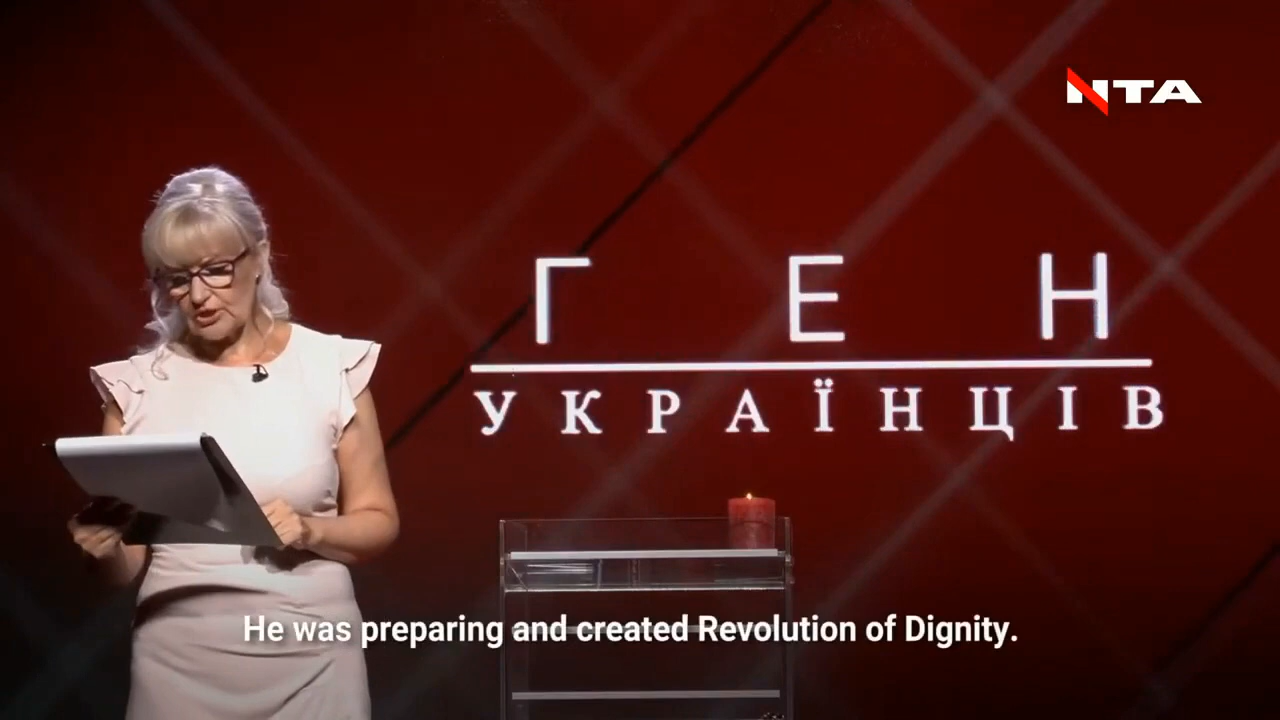 NTA
ГЕН
УКРАЇНЦІВ
He was preparing and created Revolution of Dignity.